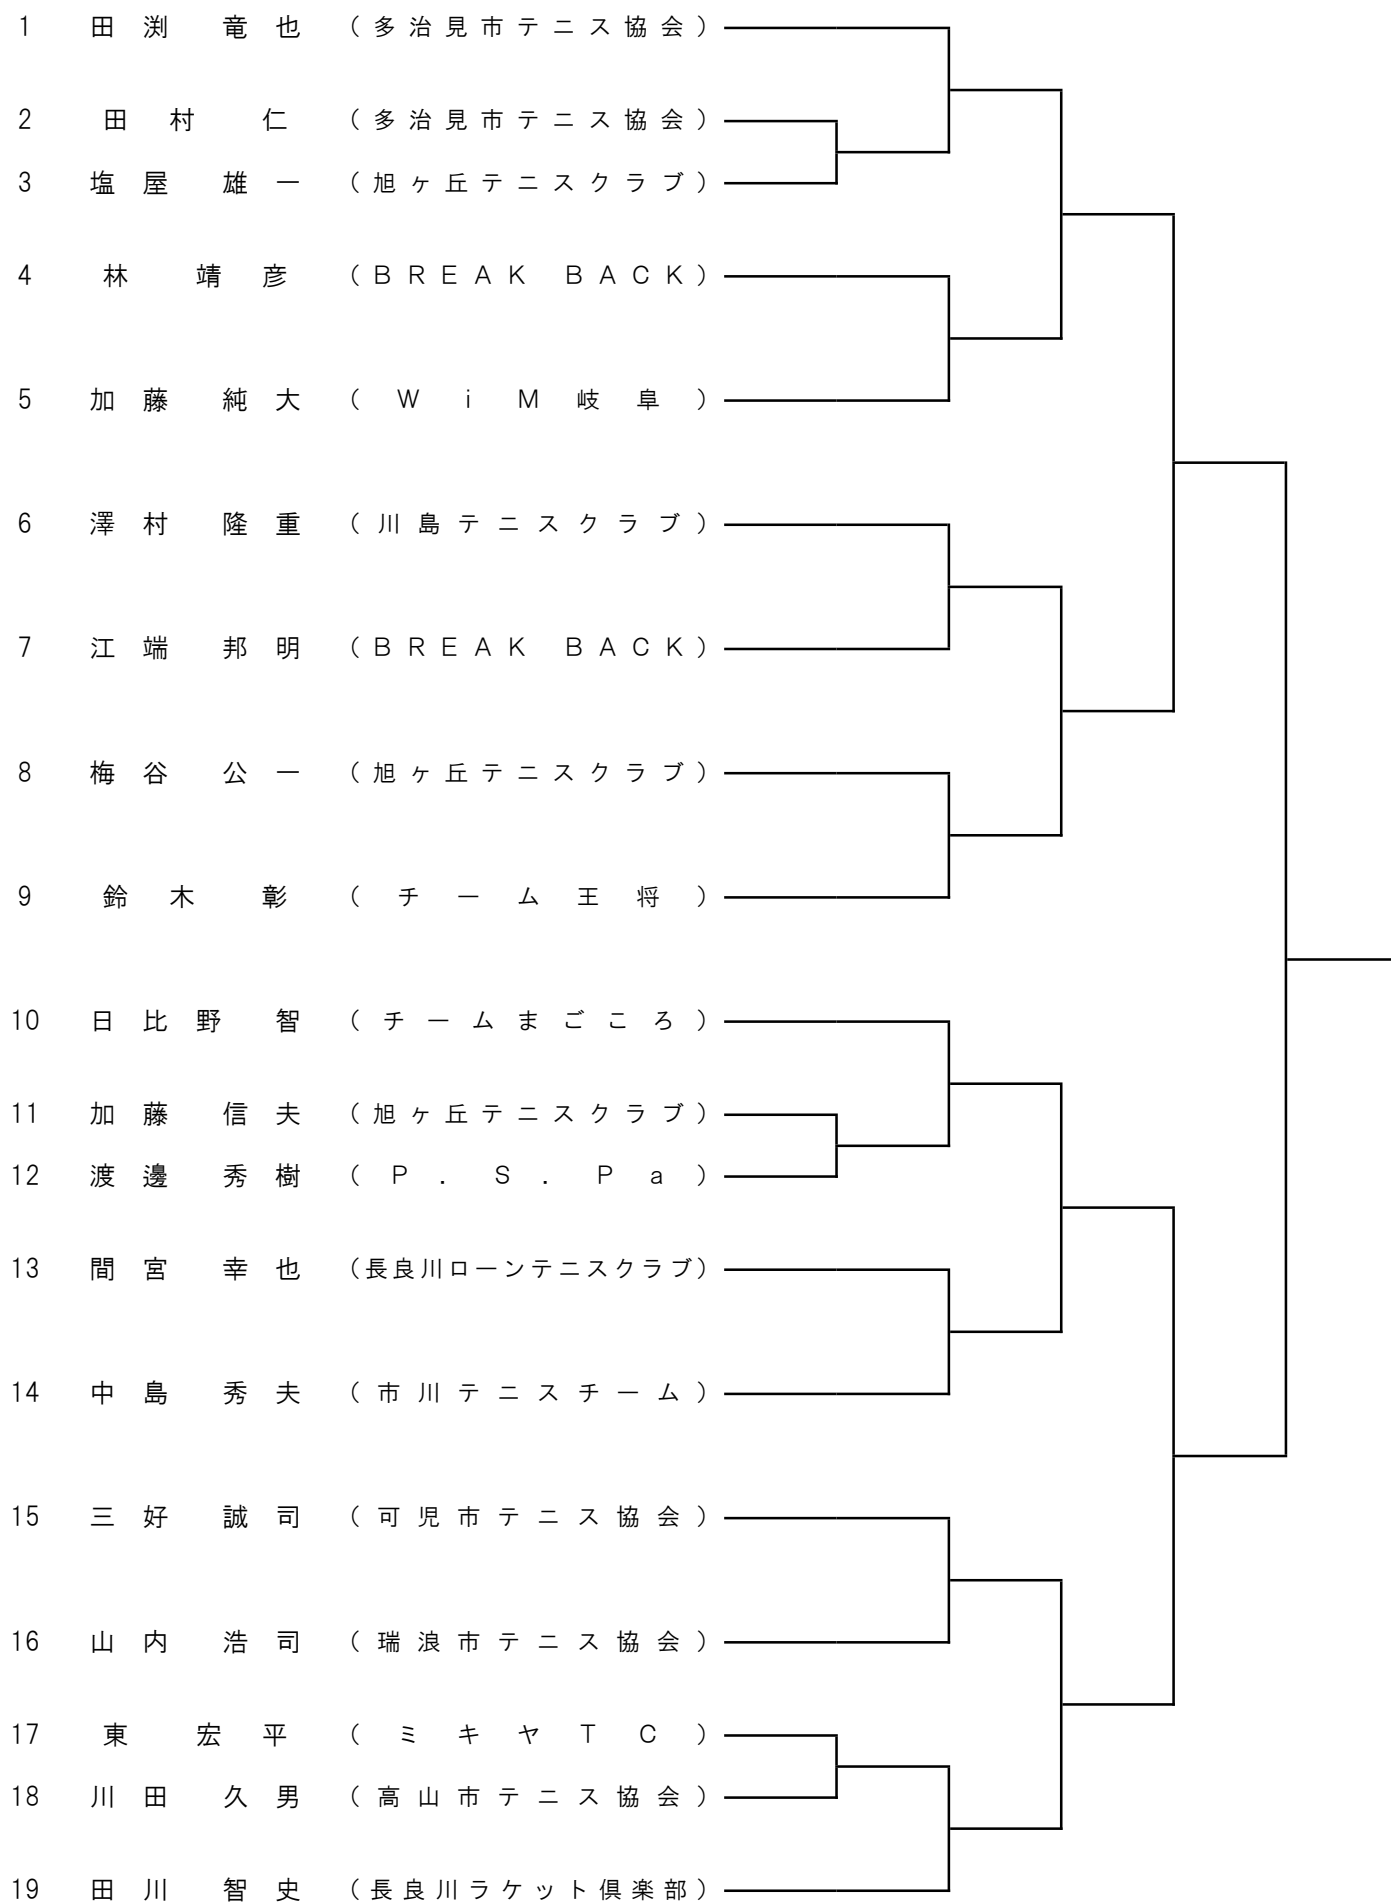 1 田渕 竜也 (多治見市テニス協会)
2 田村 仁 (多治見市テニス協会)
3 塩屋 雄一 (旭ヶ丘テニスクラブ)
4 林 靖彦 (BREAK BACK)
5 加藤 純大 (WiM岐阜)
6 澤村 隆重 (川島テニスクラブ)
7 江端 邦明 (BREAK BACK)
8 梅谷 公一 (旭ヶ丘テニスクラブ)
9 鈴木 彰 (チーム王将)
10 日比野 智 (チームまごころ)
11 加藤 信夫 (旭ヶ丘テニスクラブ)
12 渡邊 秀樹 (P.S.Pa)
13 間宮 幸也 (長良川ローンテニスクラブ)
14 中島 秀夫 (市川テニスチーム)
15 三好 誠司 (可児市テニス協会)
16 山内 浩司 (瑞浪市テニス協会)
17 東 宏平 (ミキヤTC)
18 川田 久男 (高山市テニス協会)
19 田川 智史 (長良川ラケット倶楽部)